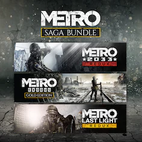 METRO
SAGA BUNDLE
METRO
2033
REDUX
METRO
EXODUS
GOLD EDITION
METRO
LAST LIGHT
REDUX